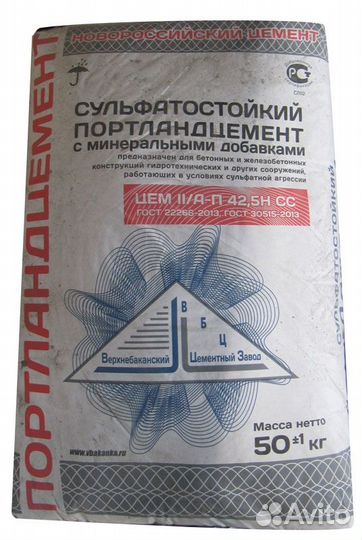 НОВОРОССИЙСКИЙ ЦЕМЕНТ
ПОРТЛАНДЦЕМЕНТ
СУЛЬФАТОСТОЙКИЙ
ПОРТЛАНДЦЕМЕНТ
С МИНЕРАЛЬНЫМИ ДОБАВКАМИ
предназначен для бетонных и железобетонных
конструкций гидротехнических и других сооружений,
работающих в условиях сульфатной агрессии
ЦЕМ II/А-П 42,5Н СС
ГОСТ 22266-2013, ГОСТ 30515-2013
В
Б
Ц
Верхнебаканский Цементный Завод
www.vbakanka.ru
Масса нетто
50±1 кг
СУЛЬФАТОСТОЙКИЙ
Avito